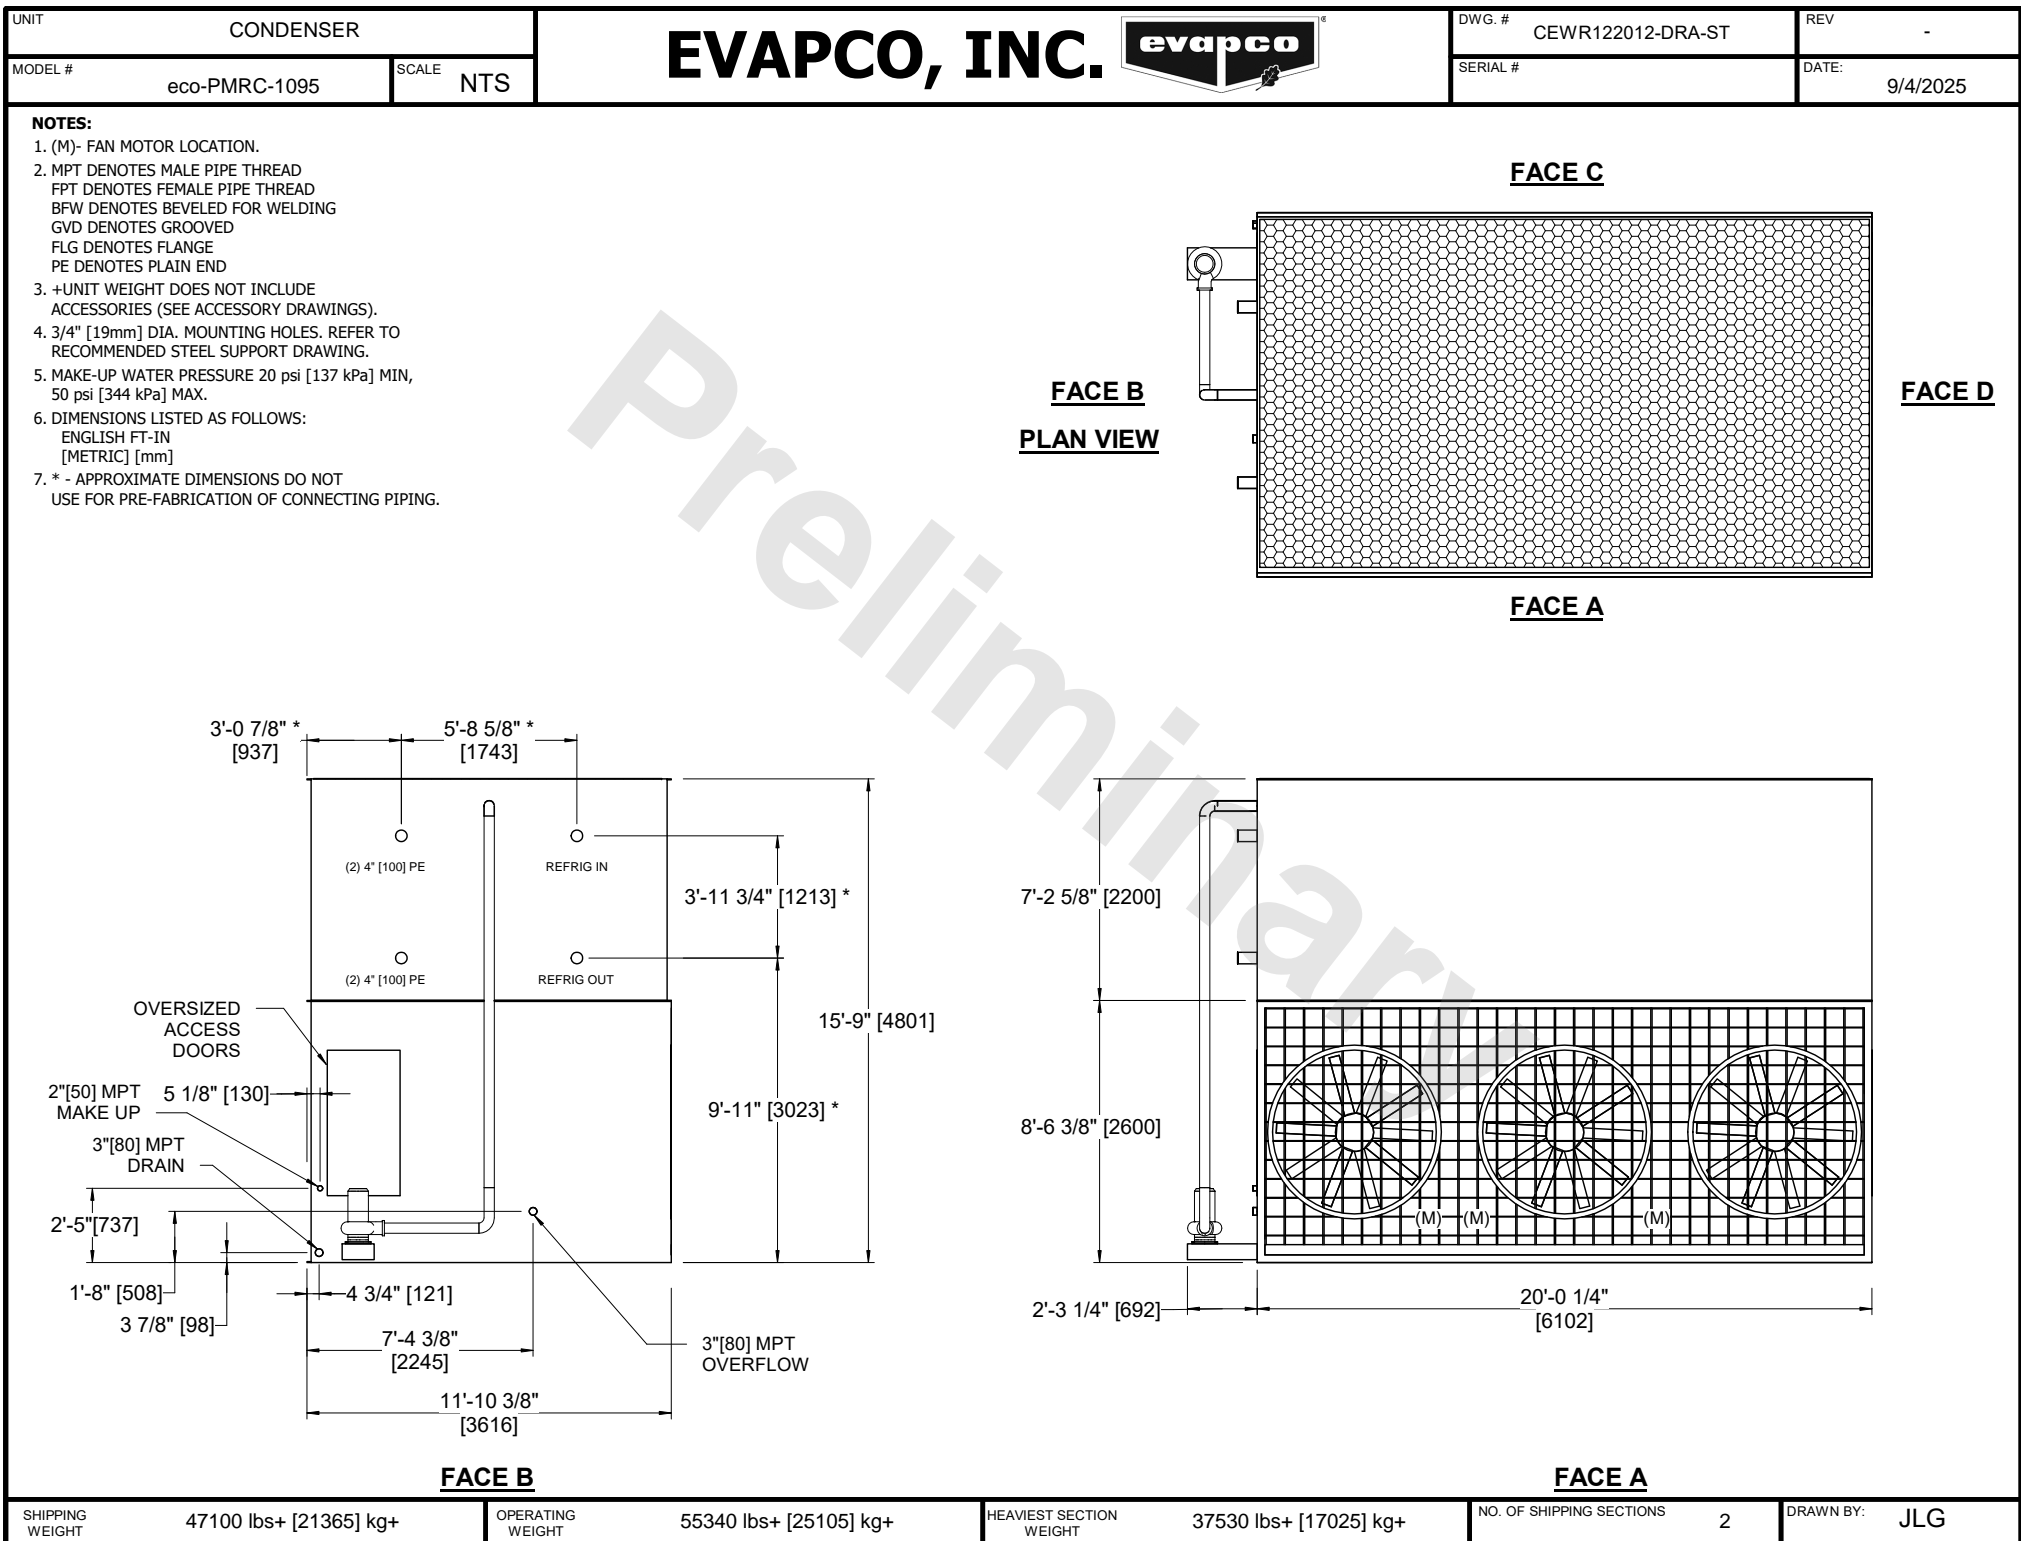 UNIT
CONDENSER
MODEL #
eco-PMRC-1095
SCALE
NTS
EVAPCO, INC.
evapco
®
DWG. #
CEWR122012-DRA-ST
REV
-
SERIAL #
DATE:
9/4/2025
NOTES:
1. (M)- FAN MOTOR LOCATION.
2. MPT DENOTES MALE PIPE THREAD
FPT DENOTES FEMALE PIPE THREAD
BFW DENOTES BEVELED FOR WELDING
GVD DENOTES GROOVED
FLG DENOTES FLANGE
PE DENOTES PLAIN END
3. +UNIT WEIGHT DOES NOT INCLUDE
ACCESSORIES (SEE ACCESSORY DRAWINGS).
4. 3/4" [19mm] DIA. MOUNTING HOLES. REFER TO
RECOMMENDED STEEL SUPPORT DRAWING.
5. MAKE-UP WATER PRESSURE 20 psi [137 kPa] MIN,
50 psi [344 kPa] MAX.
6. DIMENSIONS LISTED AS FOLLOWS:
ENGLISH FT-IN
[METRIC] [mm]
7. * - APPROXIMATE DIMENSIONS DO NOT
USE FOR PRE-FABRICATION OF CONNECTING PIPING.
Preliminary
FACE C
FACE B
PLAN VIEW
FACE D
FACE A
3'-0 7/8" *
[937]
5'-8 5/8" *
[1743]
(2) 4" [100] PE
REFRIG IN
3'-11 3/4" [1213] *
(2) 4" [100] PE
REFRIG OUT
OVERSIZED
ACCESS
DOORS
15'-9" [4801]
2"[50] MPT
MAKE UP
5 1/8" [130]
9'-11" [3023] *
3"[80] MPT
DRAIN
2'-5"[737]
1'-8" [508]
4 3/4" [121]
3 7/8" [98]
7'-4 3/8"
[2245]
3"[80] MPT
OVERFLOW
11'-10 3/8"
[3616]
FACE B
7'-2 5/8" [2200]
8'-6 3/8" [2600]
(M)
(M)
(M)
2'-3 1/4" [692]
20'-0 1/4"
[6102]
FACE A
SHIPPING
WEIGHT
47100 lbs+ [21365] kg+
OPERATING
WEIGHT
55340 lbs+ [25105] kg+
HEAVIEST SECTION
WEIGHT
37530 lbs+ [17025] kg+
NO. OF SHIPPING SECTIONS
2
DRAWN BY:
JLG